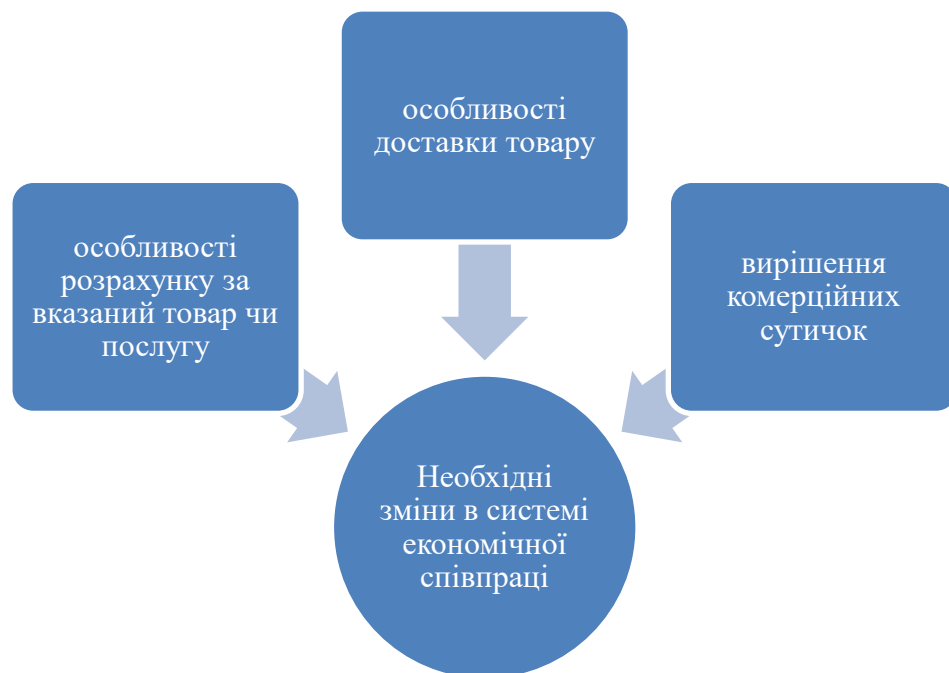 особливості
доставки товару
особливості
розрахунку за
вказаний товар чи
послугу
вирішення
комерційних
сутичок
Необхідні
зміни в системі
економічної
співпраці